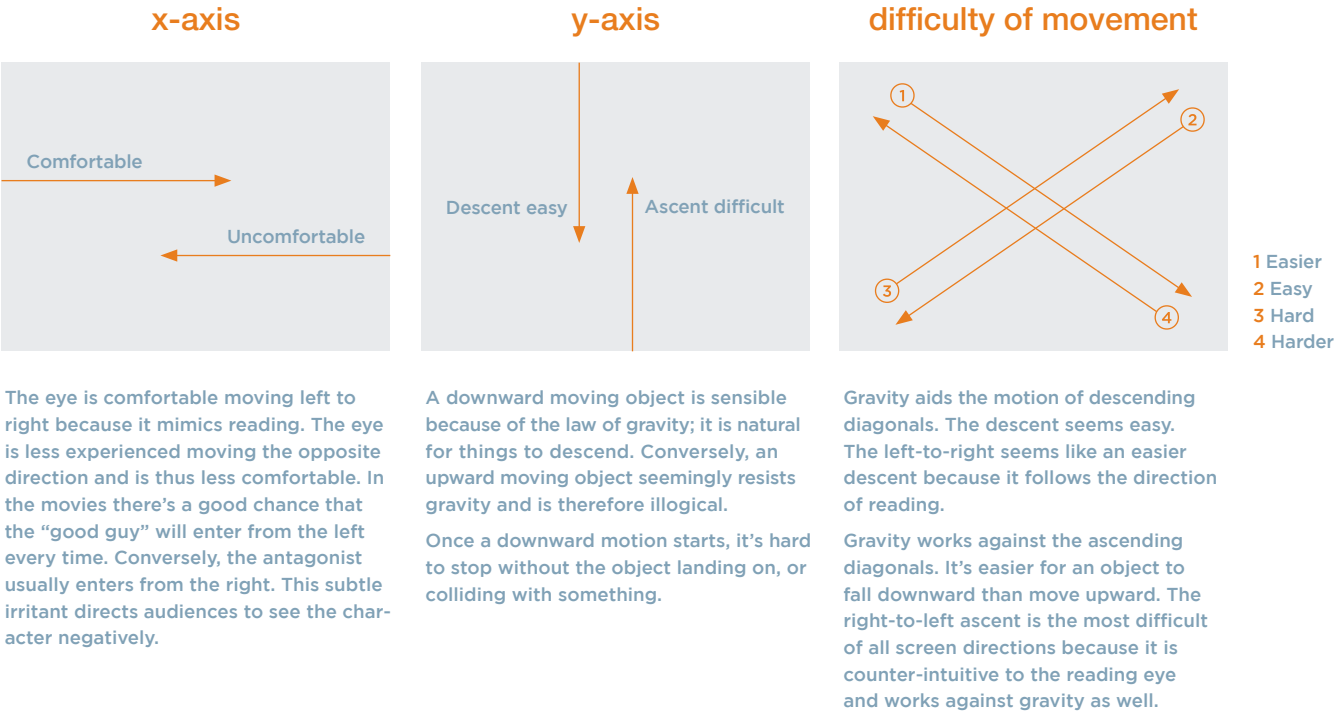 x-axis
Comfortable
Uncomfortable
The eye is comfortable moving left to
right because it mimics reading. The eye
is less experienced moving the opposite
direction and is thus less comfortable. In
the movies there’s a good chance that
the “good guy” will enter from the left
every time. Conversely, the antagonist
usually enters from the right. This subtle
irritant directs audiences to see the char-
acter negatively.
y-axis
Descent easy
Ascent difficult
A downward moving object is sensible
because of the law of gravity; it is natural
for things to descend. Conversely, an
upward moving object seemingly resists
gravity and is therefore illogical.
Once a downward motion starts, it’s hard
to stop without the object landing on, or
colliding with something.
difficulty of movement
1
2
3
4
1 Easier
2 Easy
3 Hard
4 Harder
Gravity aids the motion of descending
diagonals. The descent seems easy.
The left-to-right seems like an easier
descent because it follows the direction
of reading.
Gravity works against the ascending
diagonals. It’s easier for an object to
fall downward than move upward. The
right-to-left ascent is the most difficult
of all screen directions because it is
counter-intuitive to the reading eye
and works against gravity as well.